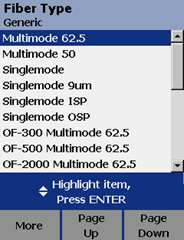 Fiber Type
Generic
Multimode 62.5
Multimode 50
Singlemode
Singlemode 9um
Singlemode ISP
Singlemode OSP
OF-300 Multimode 62.5
OF-500 Multimode 62.5
OF-2000 Multimode 62.5
Highlight item,
Press ENTER
More
Page Up
Page Down